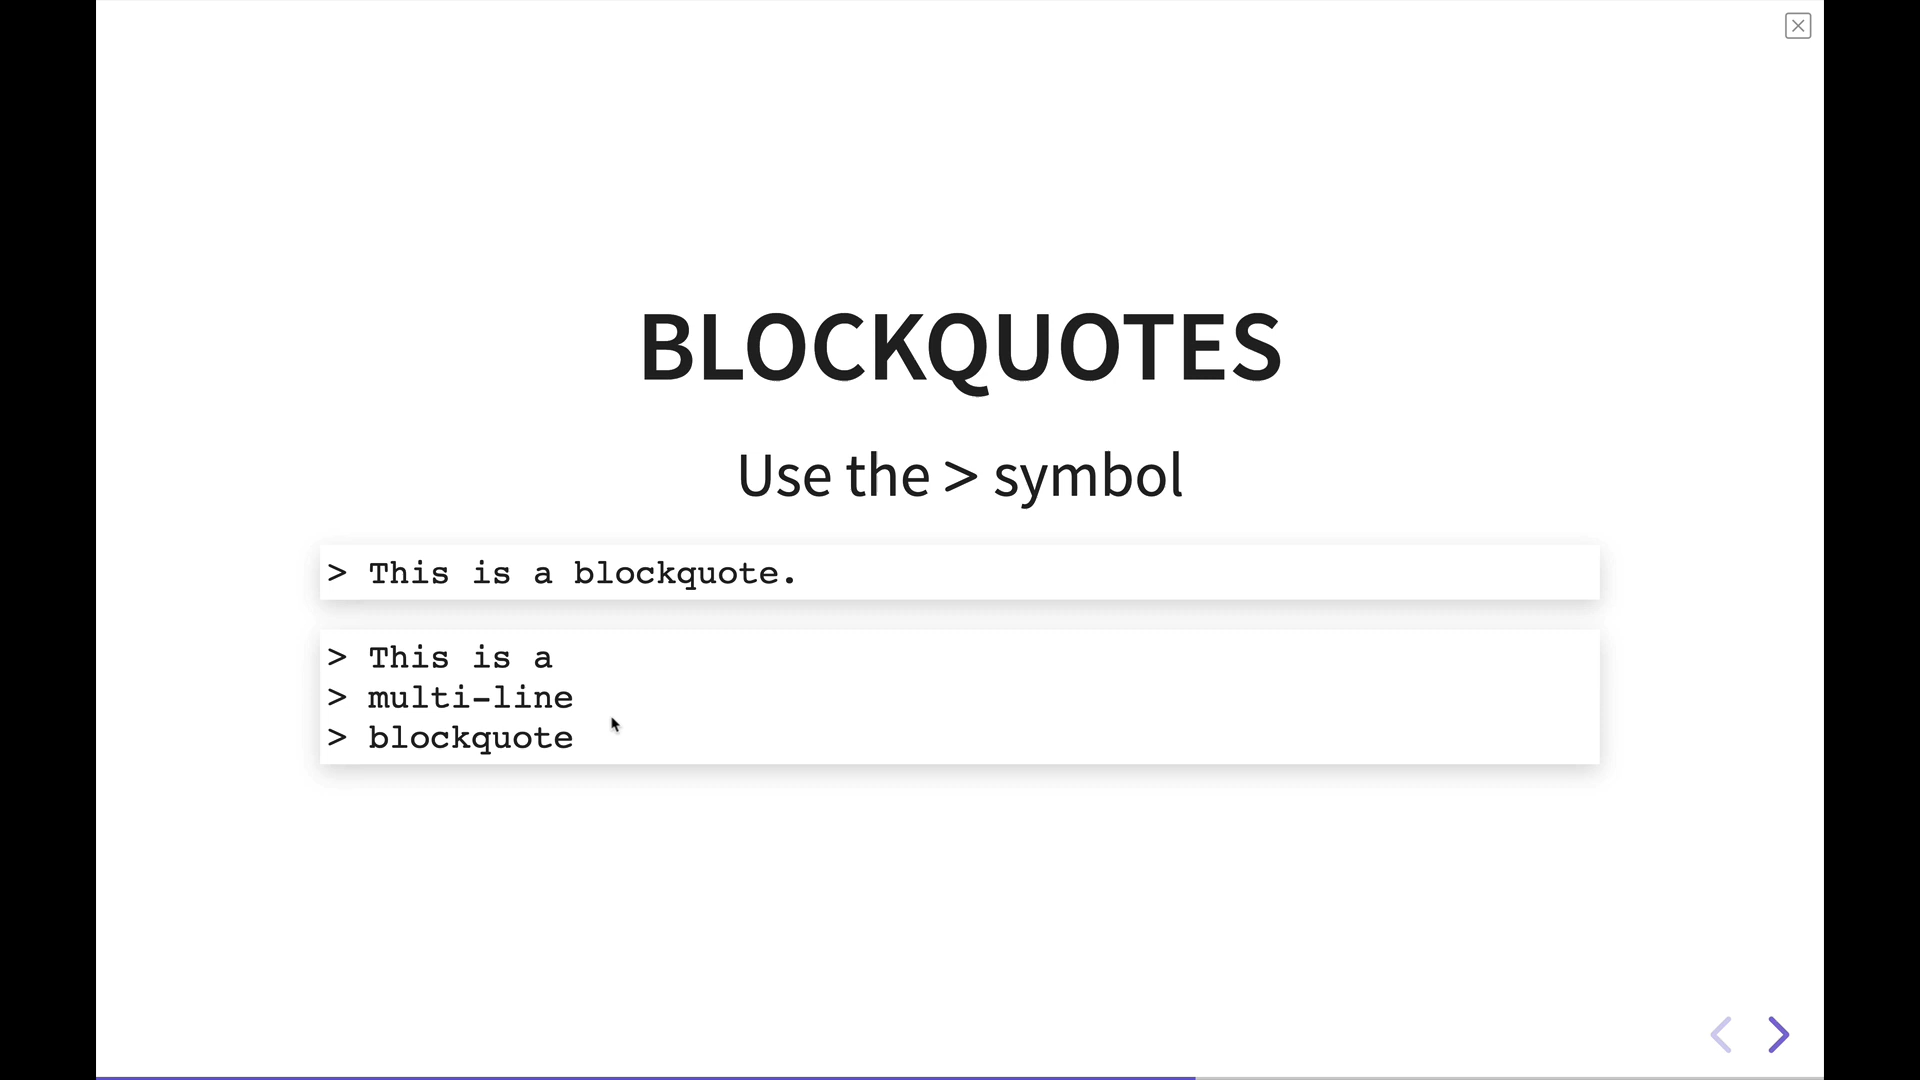 BLOCKQUOTES
Use the > symbol
> This is a blockquote.
> This is a
> multi-line
> blockquote